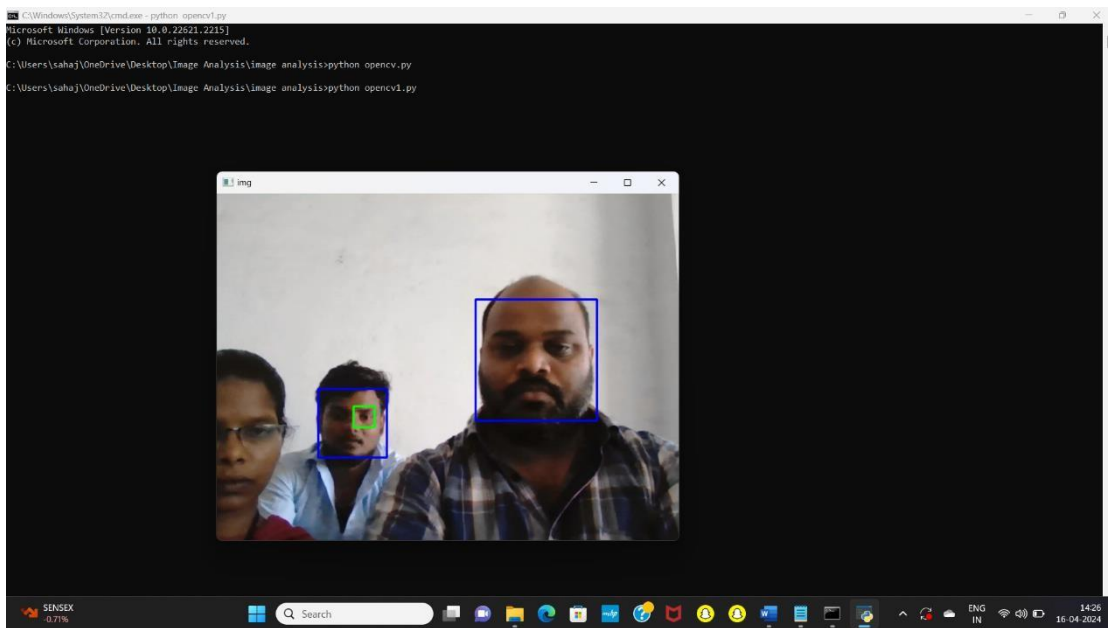 C:\Windows\System32\cmd.exe - python opencv1.py
Microsoft Windows [Version 10.0.22621.2215]
(c) Microsoft Corporation. All rights reserved.
C:\Users\sahaj\OneDrive\Desktop\Image Analysis\image analysis>python opencv.py
C:\Users\sahaj\OneDrive\Desktop\Image Analysis\image analysis>python opencv1.py
img
SENSEX
-0.71%
Search
ENG
IN
14:26
16-04-2024